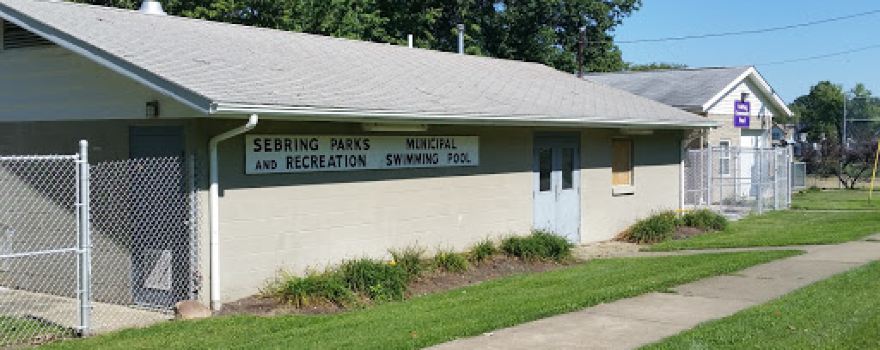 SEBRING PARKS MUNICIPAL
AND RECREATION SWIMMING POOL